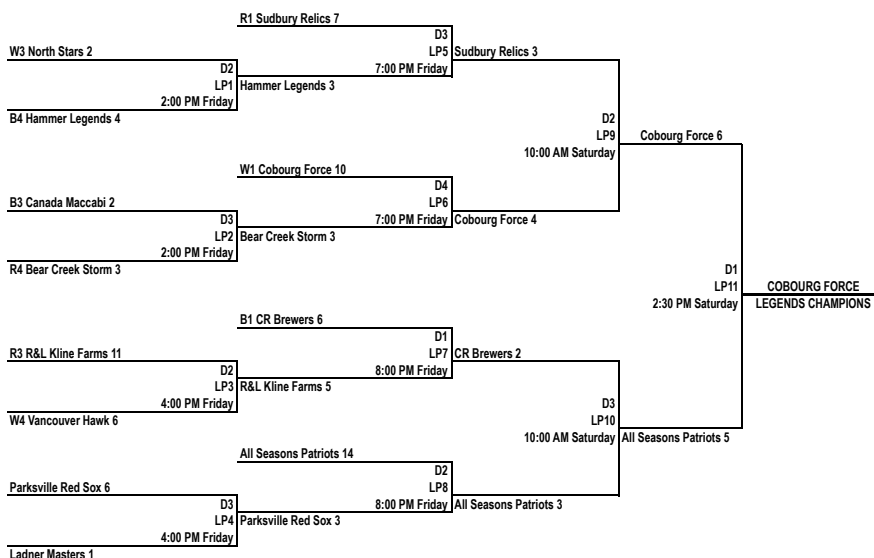 R1 Sudbury Relics 7
D3
W3 North Stars 2
LP5 Sudbury Relics 3
D2
7:00 PM Friday
LP1 Hammer Legends 3
2:00 PM Friday
B4 Hammer Legends 4
D2
LP9 Cobourg Force 6
10:00 AM Saturday
W1 Cobourg Force 10
D4
B3 Canada Maccabi 2
LP6
D3
7:00 PM Friday Cobourg Force 4
LP2 Bear Creek Storm 3
2:00 PM Friday
R4 Bear Creek Storm 3
D1
LP11 COBOURG FORCE
2:30 PM Saturday LEGENDS CHAMPIONS
B1 CR Brewers 6
D1
R3 R&L Kline Farms 11
LP7 CR Brewers 2
D2
8:00 PM Friday
LP3 R&L Kline Farms 5
4:00 PM Friday
D3
W4 Vancouver Hawk 6
LP10
10:00 AM Saturday All Seasons Patriots 5
All Seasons Patriots 14
D2
Parksville Red Sox 6
LP8
D3
8:00 PM Friday All Seasons Patriots 3
LP4 Parksville Red Sox 3
4:00 PM Friday
Ladner Masters 1